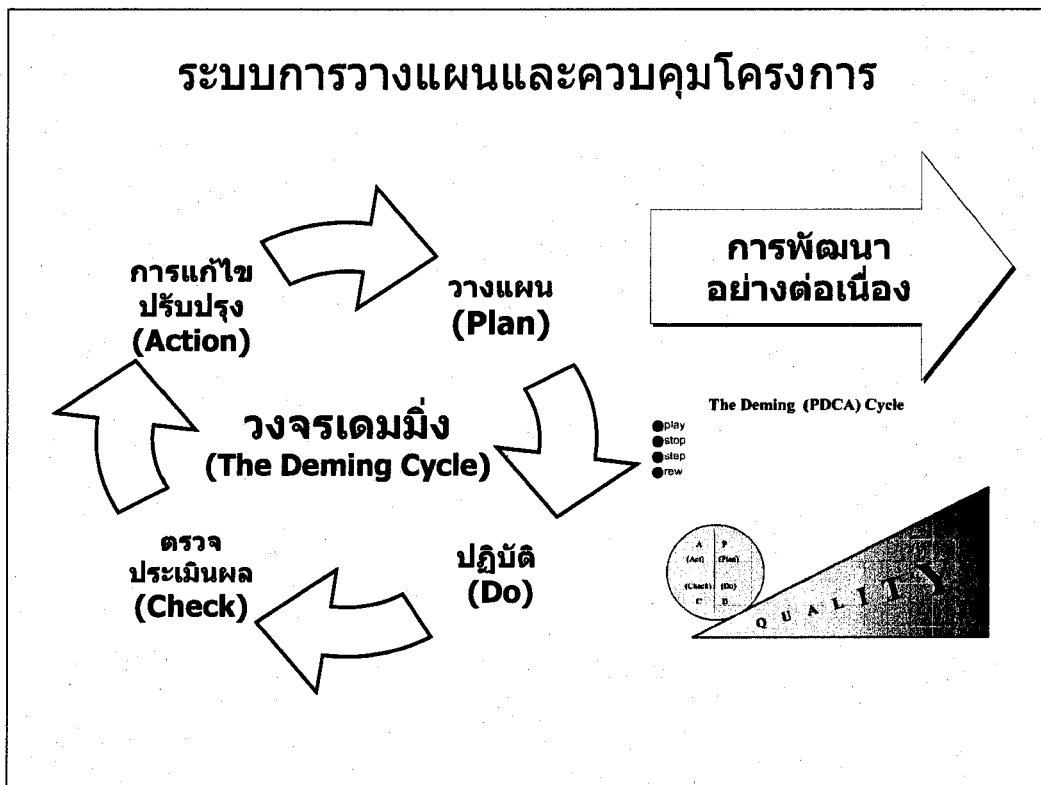 ระบบการวางแผนและควบคุมโครงการ
การแก้ไข
ปรับปรุง
(Action)
วางแผน
(Plan)
วงจรเดมมิ่ง
(The Deming Cycle)
ตรวจ
ประเมินผล
(Check)
ปฏิบัติ
(Do)
การพัฒนา
อย่างต่อเนื่อง
The Deming (PDCA) Cycle
play
stop
step
rew
A P
(Act) (Plan)
(Check) (Do)
C D
QUALITY